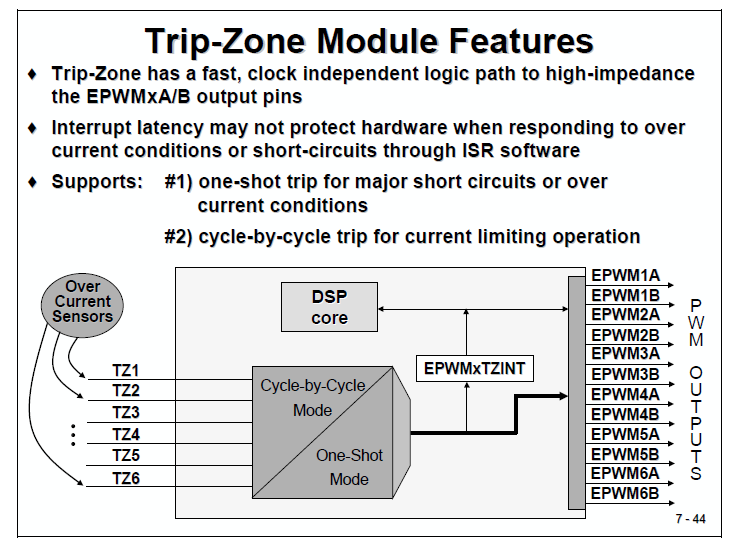 Trip-Zone Module Features
♦ Trip-Zone has a fast, clock independent logic path to high-impedance
the EPWMxA/B output pins
♦ Interrupt latency may not protect hardware when responding to over
current conditions or short-circuits through ISR software
♦ Supports: #1) one-shot trip for major short circuits or over
current conditions
#2) cycle-by-cycle trip for current limiting operation
Over
Current
Sensors
TZ1
TZ2
TZ3
TZ4
TZ5
TZ6
DSP
core
EPWMxTZINT
Cycle-by-Cycle
Mode
One-Shot
Mode
EPWM1A
EPWM1B
EPWM2A
EPWM2B
EPWM3A
EPWM3B
EPWM4A
EPWM4B
EPWM5A
EPWM5B
EPWM6A
EPWM6B
PWM OUTPUTS
7 - 44